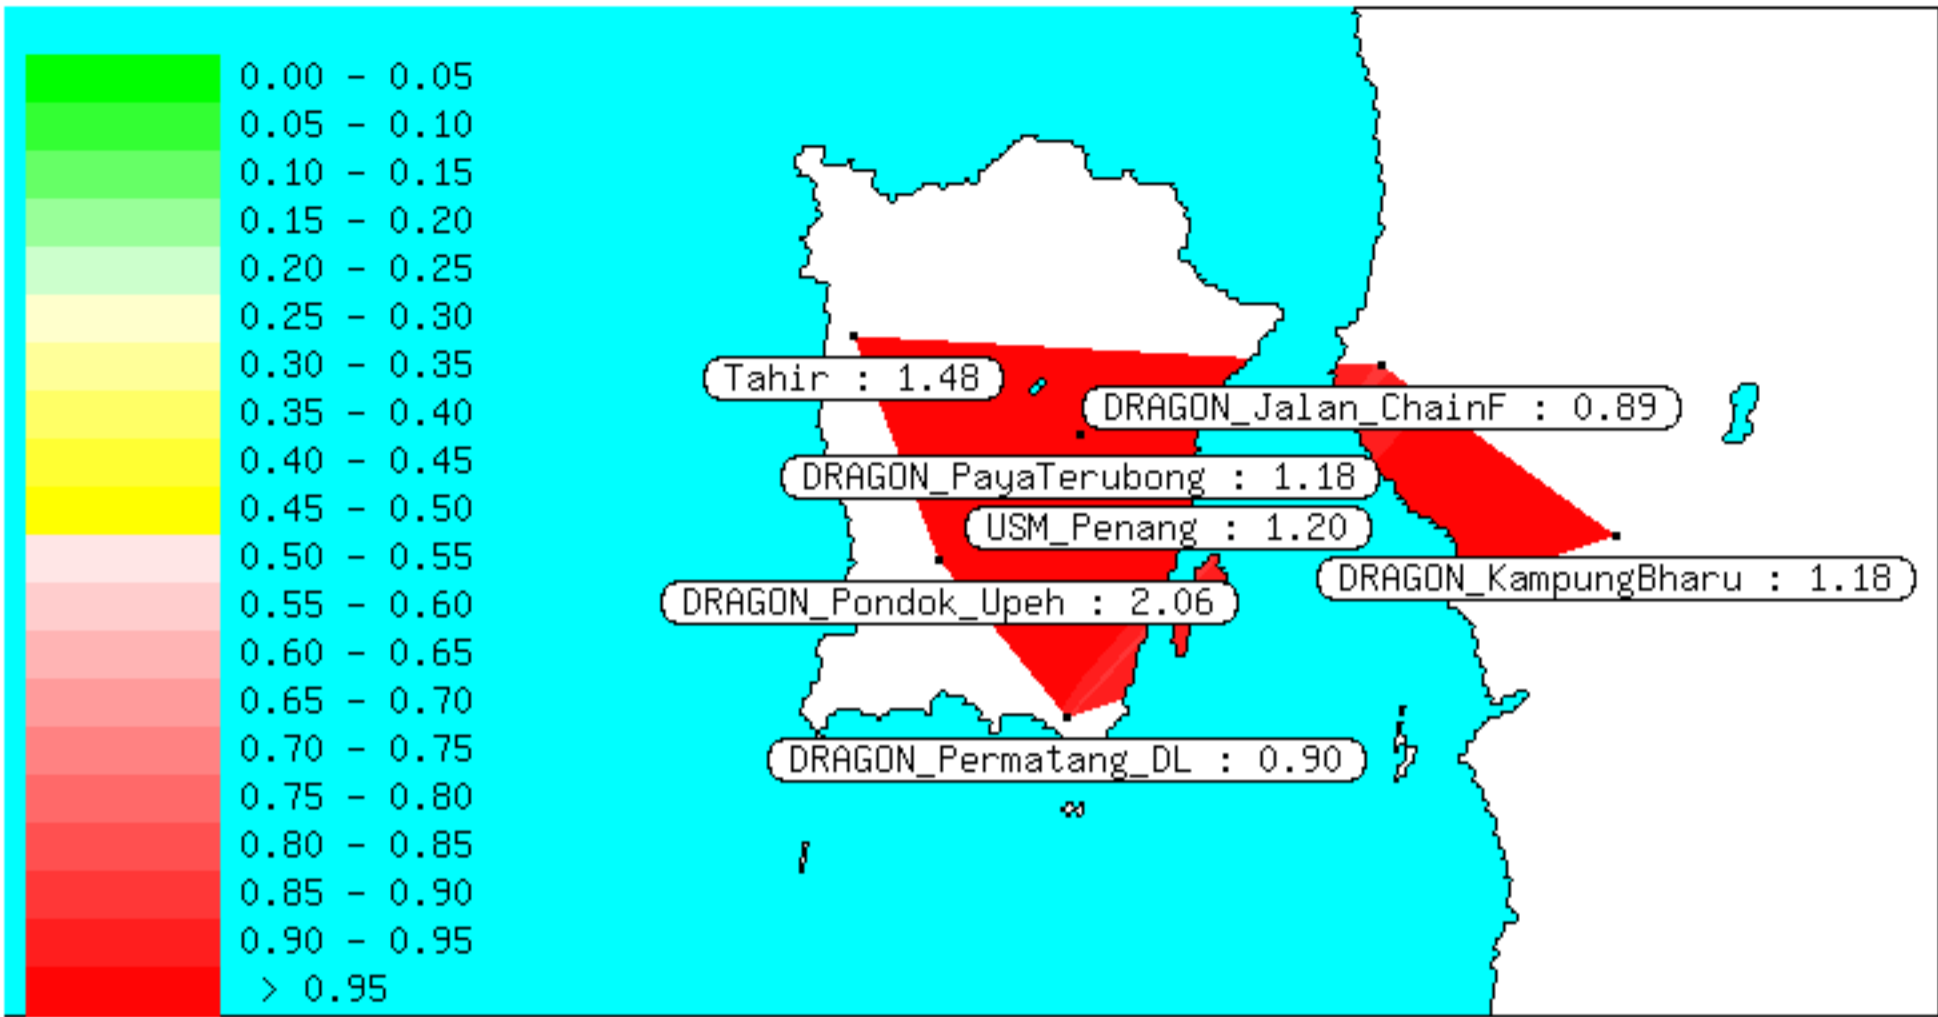 0.00 - 0.05
0.05 - 0.10
0.10 - 0.15
0.15 - 0.20
0.20 - 0.25
0.25 - 0.30
0.30 - 0.35
0.35 - 0.40
0.40 - 0.45
0.45 - 0.50
0.50 - 0.55
0.55 - 0.60
0.60 - 0.65
0.65 - 0.70
0.70 - 0.75
0.75 - 0.80
0.80 - 0.85
0.85 - 0.90
0.90 - 0.95
> 0.95
Tahir : 1.48
DRAGON_Jalan_ChainF : 0.89
DRAGON_PayaTerubong : 1.18
USM_Penang : 1.20
DRAGON_KampungBharu : 1.18
DRAGON_Pondok_Upeh : 2.06
DRAGON_Permatang_DL : 0.90